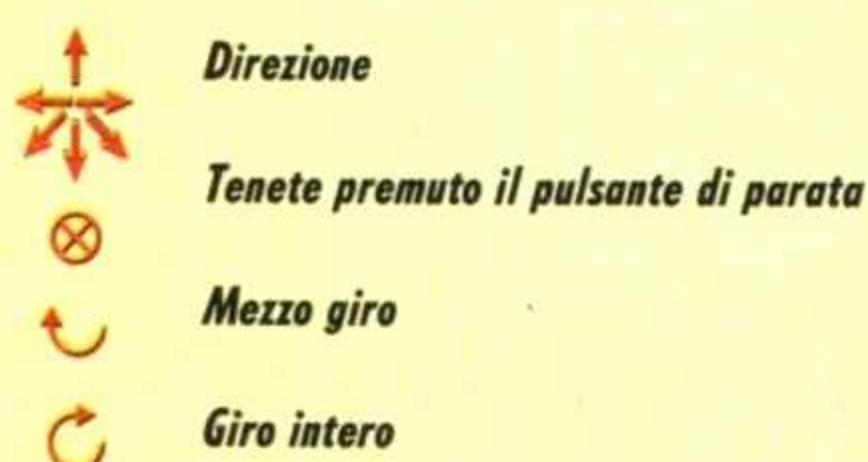 Direzione
Tenete premuto il pulsante di parata
Mezzo giro
Giro intero